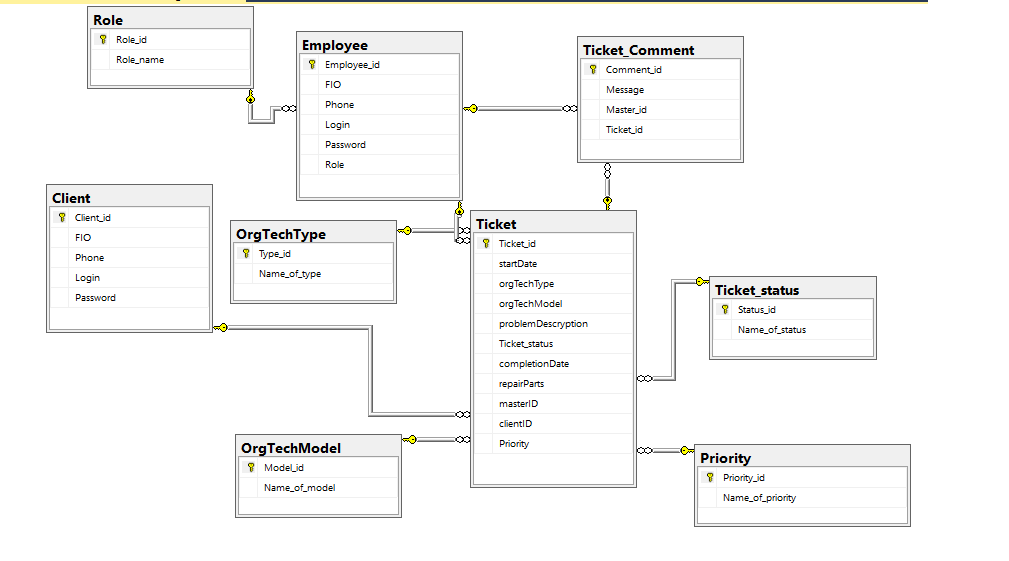 Role
Role_id
Role_name
Employee
Employee_id
FIO
Phone
Login
Password
Role
Ticket_Comment
Comment_id
Message
Master_id
Ticket_id
Client
Client_id
FIO
Phone
Login
Password
OrgTechType
Type_id
Name_of_type
Ticket
Ticket_id
startDate
orgTechType
orgTechModel
problemDescryption
Ticket_status
completionDate
repairParts
masterID
clientID
Priority
Ticket_status
Status_id
Name_of_status
OrgTechModel
Model_id
Name_of_model
Priority
Priority_id
Name_of_priority